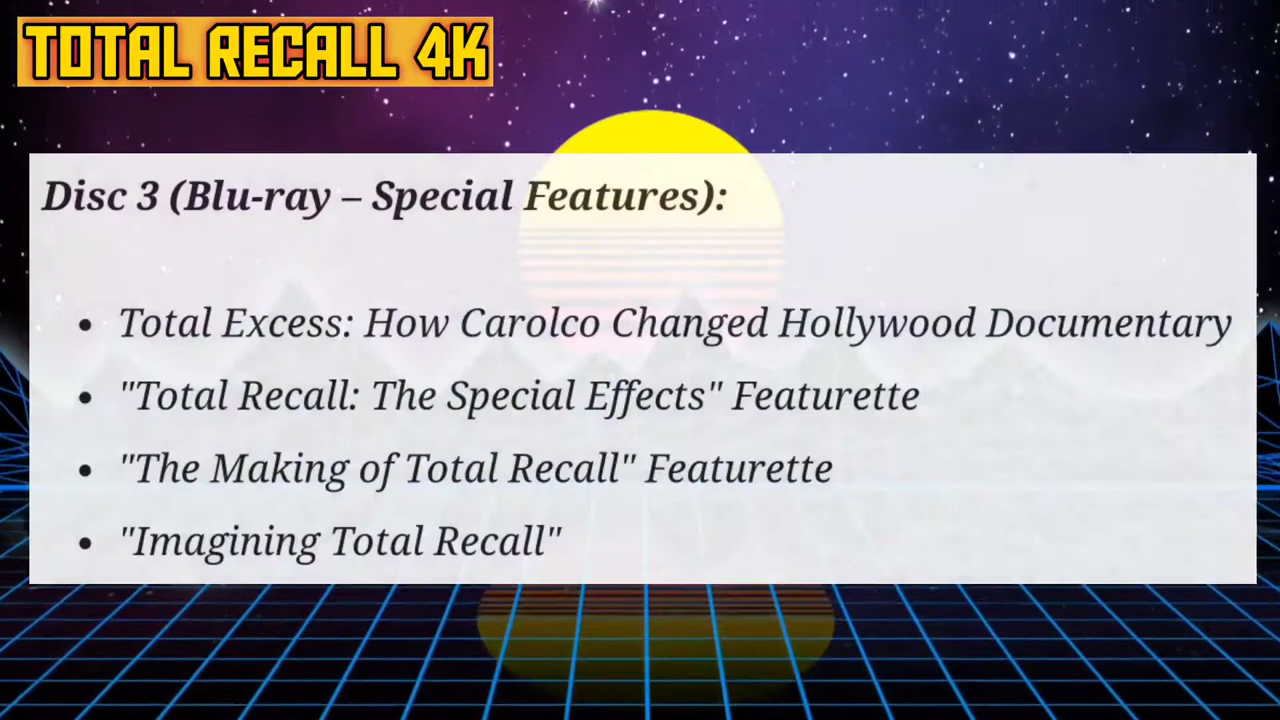 TOTAL RECALL 4K
Disc 3 (Blu-ray – Special Features):
• Total Excess: How Carolco Changed Hollywood Documentary
• "Total Recall: The Special Effects" Featurette
• "The Making of Total Recall" Featurette
• "Imagining Total Recall"